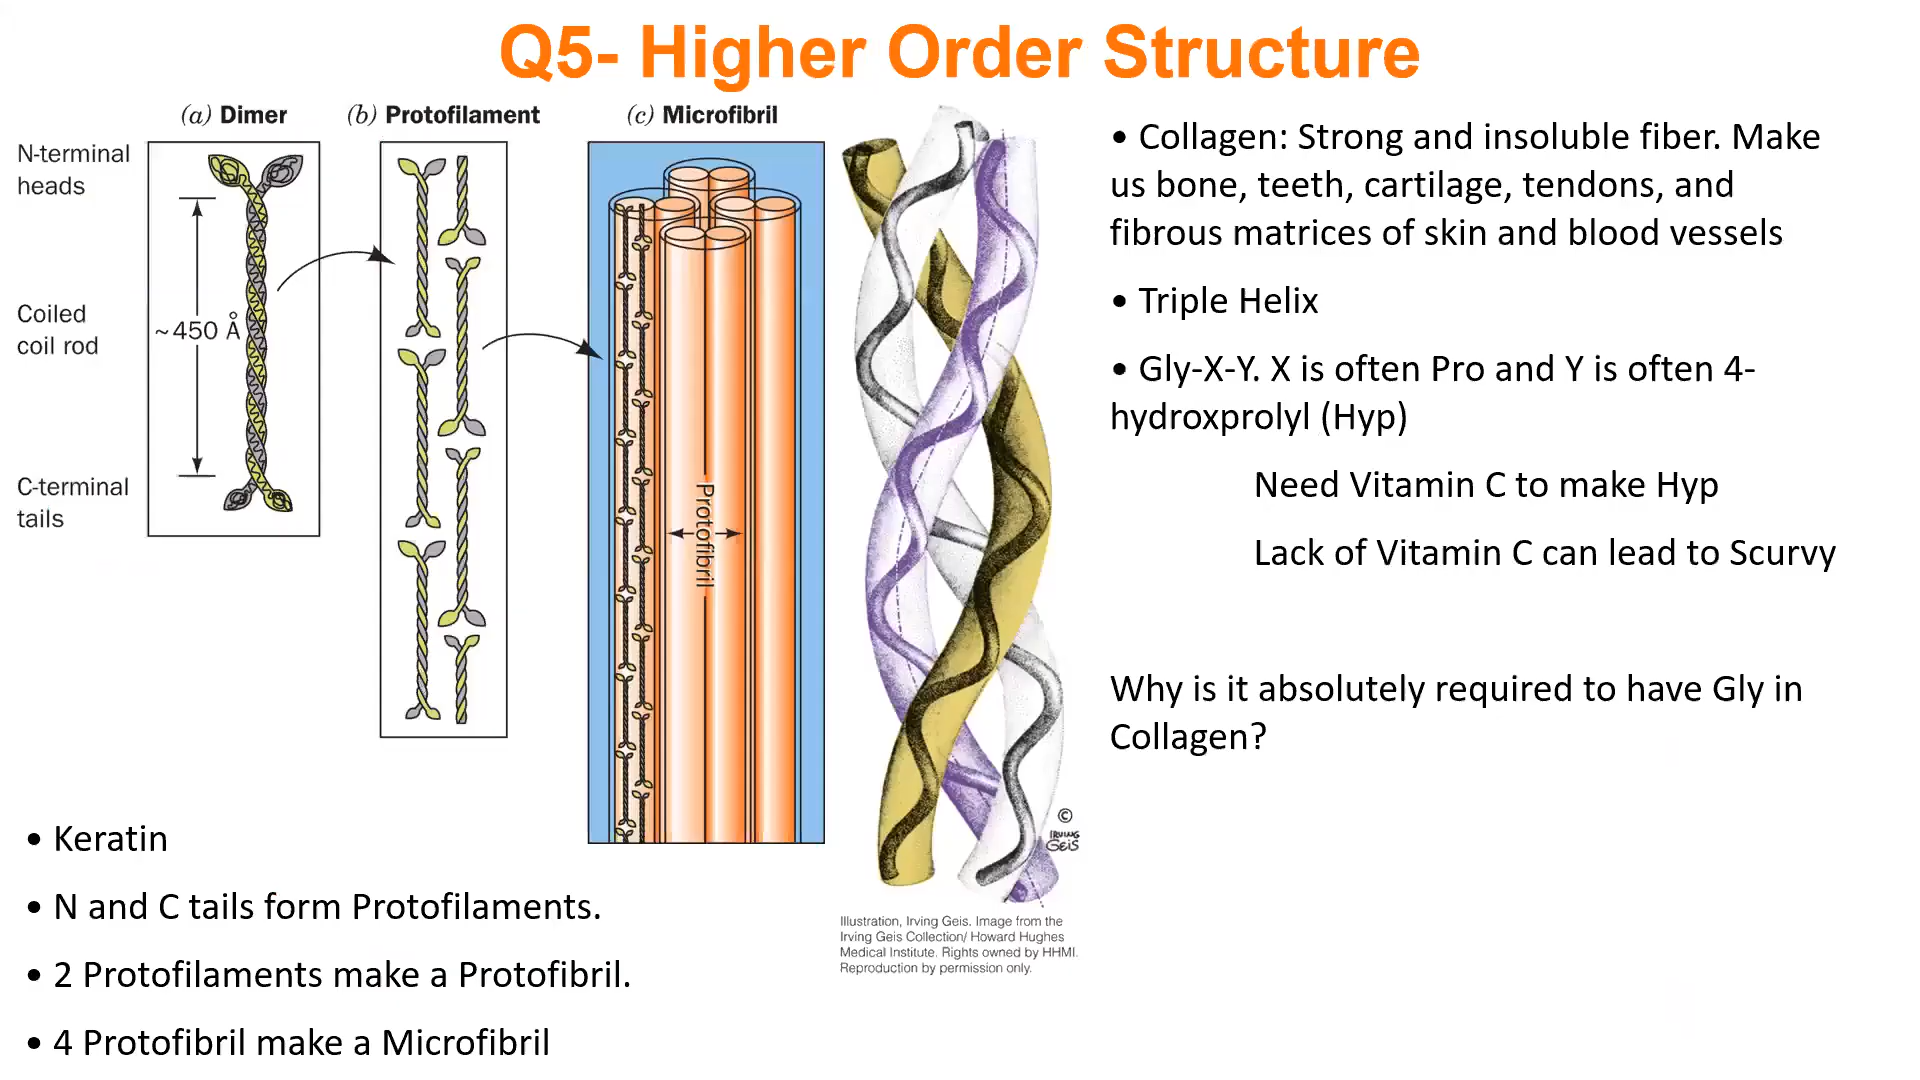 Q5- Higher Order Structure
(a) Dimer
(b) Protofilament
(c) Microfibril
N-terminal
heads
Coiled
coil rod
~450 Å
C-terminal
tails
Protofibril
©
IRVING
GEIS
Illustration, Irving Geis. Image from the
Irving Geis Collection/ Howard Hughes
Medical Institute. Rights owned by HHMI.
Reproduction by permission only.
• Collagen: Strong and insoluble fiber. Make
us bone, teeth, cartilage, tendons, and
fibrous matrices of skin and blood vessels
• Triple Helix
• Gly-X-Y. X is often Pro and Y is often 4-
hydroxprolyl (Hyp)
Need Vitamin C to make Hyp
Lack of Vitamin C can lead to Scurvy
Why is it absolutely required to have Gly in
Collagen?
• Keratin
• N and C tails form Protofilaments.
• 2 Protofilaments make a Protofibril.
• 4 Protofibril make a Microfibril